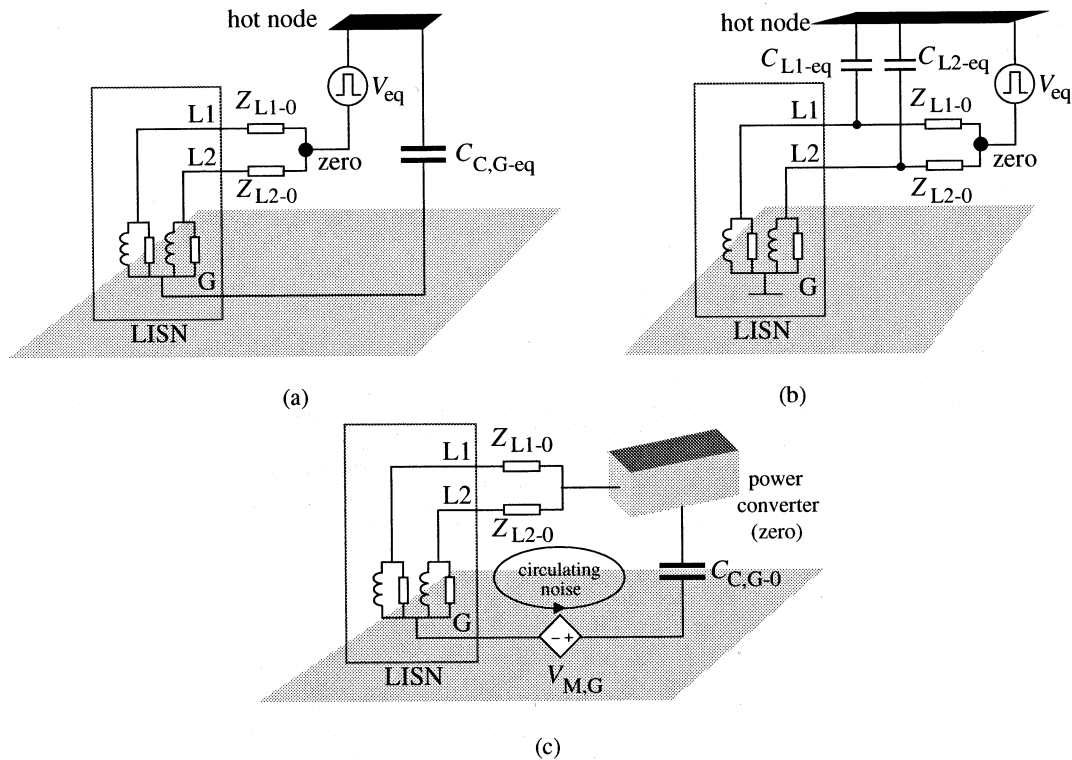 hot node
V_eq
L1
Z_L1-0
zero
C_C,G-eq
L2
Z_L2-0
G
LISN
(a)
hot node
C_L1-eq
C_L2-eq
V_eq
L1
Z_L1-0
zero
L2
Z_L2-0
G
LISN
(b)
L1
Z_L1-0
power
converter
(zero)
L2
Z_L2-0
circulating
noise
C_C,G-0
G
- +
V_M,G
LISN
(c)